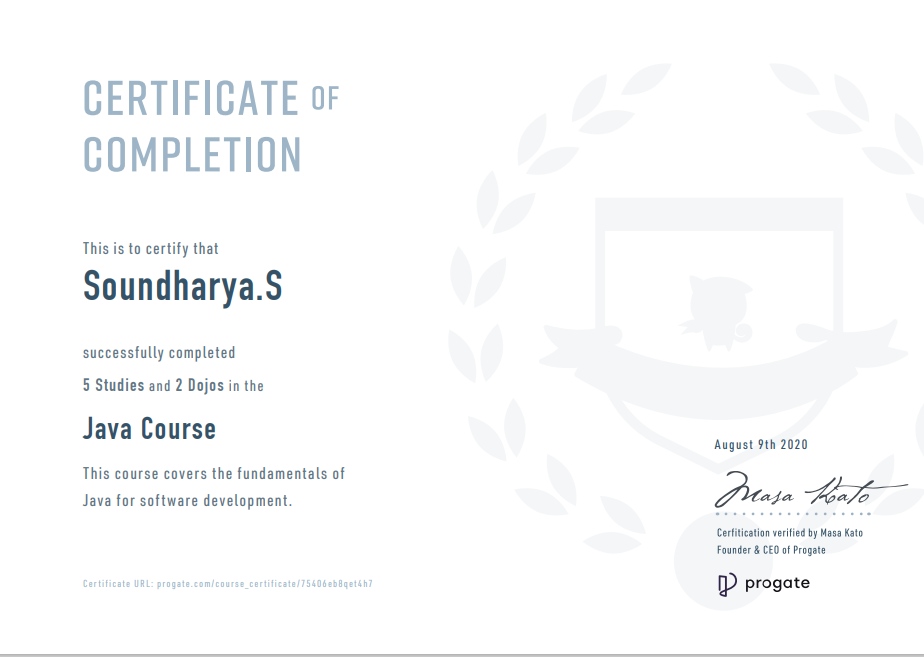 CERTIFICATE OF
COMPLETION
This is to certify that
Soundharya.S
successfully completed
5 Studies and 2 Dojos in the
Java Course
This course covers the fundamentals of
Java for software development.
August 9th 2020
Masa Kato
Cerfitication verified by Masa Kato
Founder & CEO of Progate
progate
Certificate URL: progate.com/course_certificate/75406eb8qet4h7